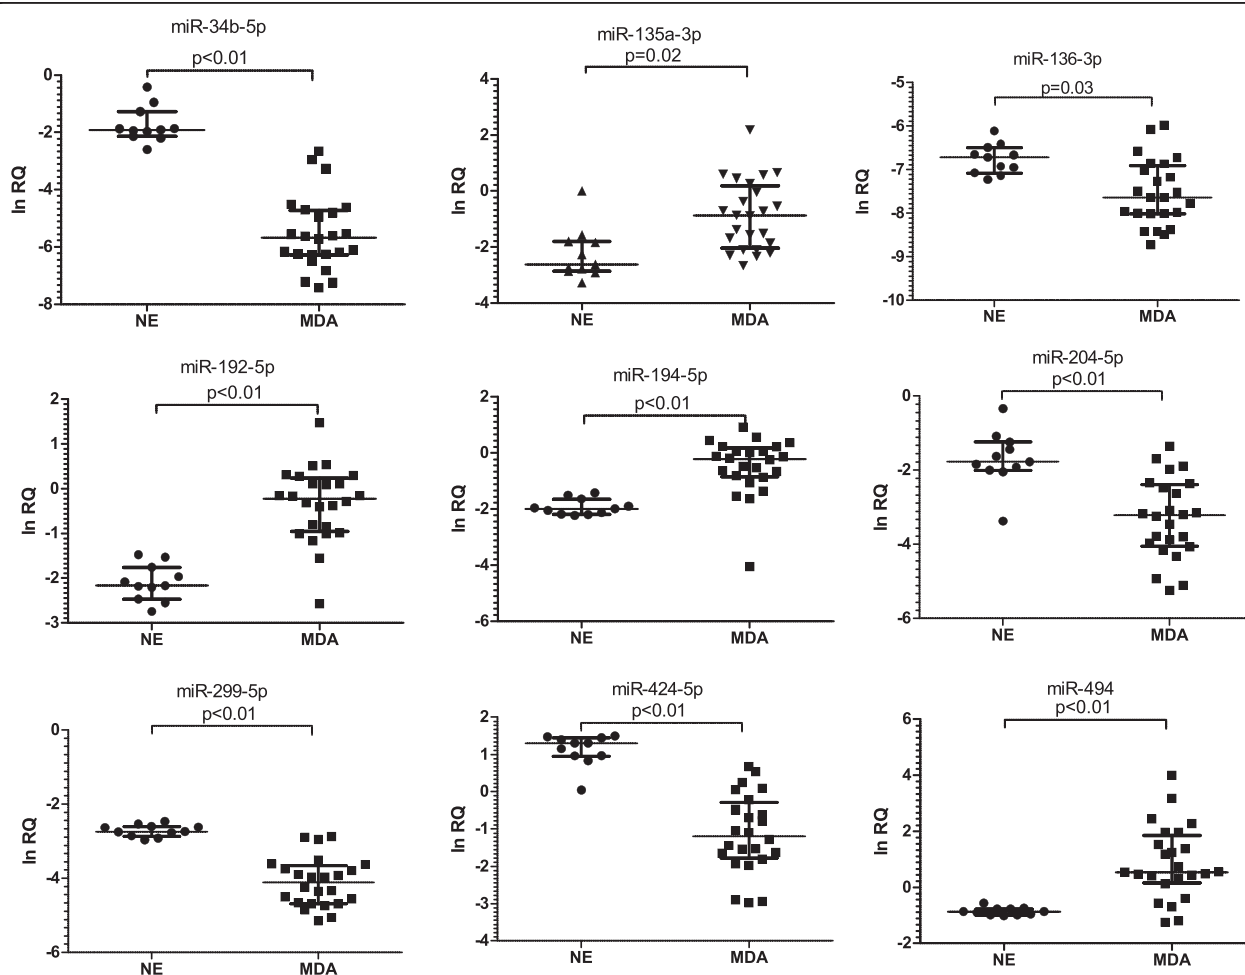 miR-34b-5p
p<0.01
ln RQ
0
-2
-4
-6
-8
NE MDA
miR-135a-3p
p=0.02
ln RQ
4
2
0
-2
-4
NE MDA
miR-136-3p
p=0.03
ln RQ
-5
-6
-7
-8
-9
-10
NE MDA
miR-192-5p
p<0.01
ln RQ
2
1
0
-1
-2
-3
NE MDA
miR-194-5p
p<0.01
ln RQ
2
0
-2
-4
-6
NE MDA
miR-204-5p
p<0.01
ln RQ
0
-2
-4
-6
NE MDA
miR-299-5p
p<0.01
ln RQ
0
-2
-4
-6
NE MDA
miR-424-5p
p<0.01
ln RQ
2
1
0
-1
-2
-3
-4
NE MDA
miR-494
p<0.01
ln RQ
6
4
2
0
-2
NE MDA